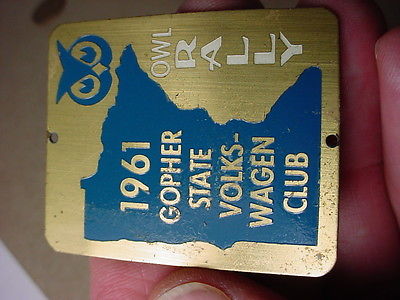 OWL
RALLY
1961
GOPHER
STATE
VOLKS-
WAGEN
CLUB